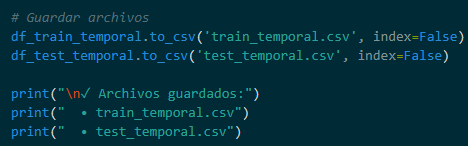 # Guardar archivos
df_train_temporal.to_csv('train_temporal.csv', index=False)
df_test_temporal.to_csv('test_temporal.csv', index=False)
print("\n✓ Archivos guardados:")
print("  • train_temporal.csv")
print("  • test_temporal.csv")